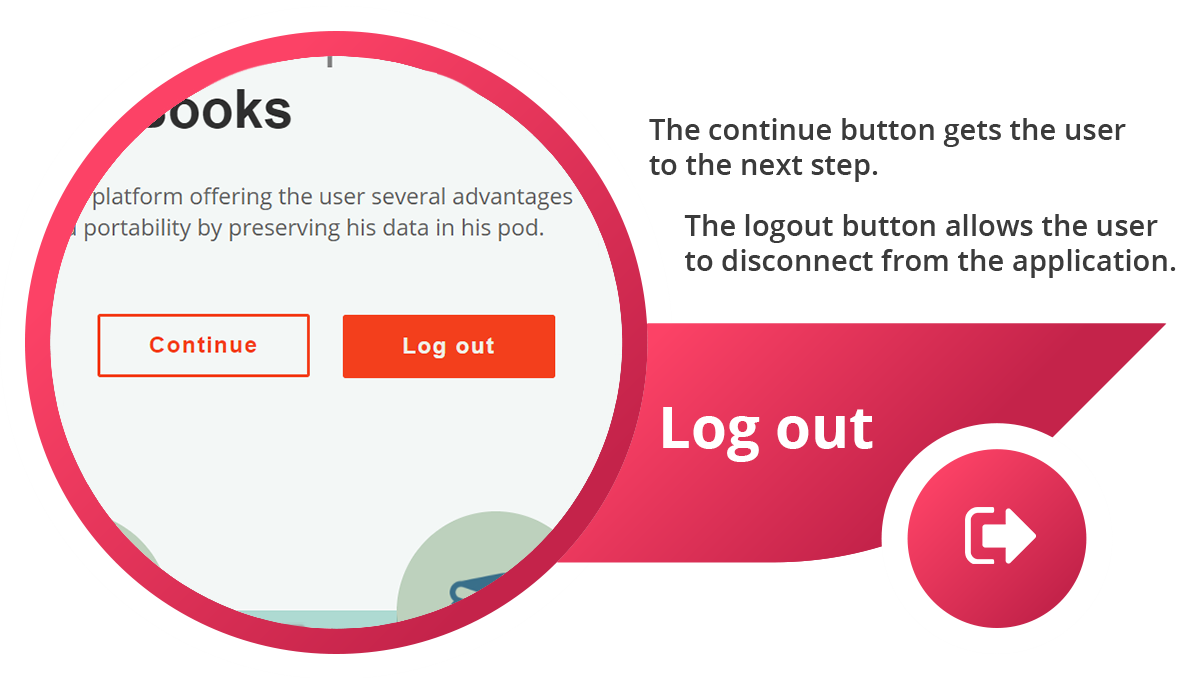 ooks
platform offering the user several advantages
portability by preserving his data in his pod.
Continue
Log out
The continue button gets the user
to the next step.
The logout button allows the user
to disconnect from the application.
Log out